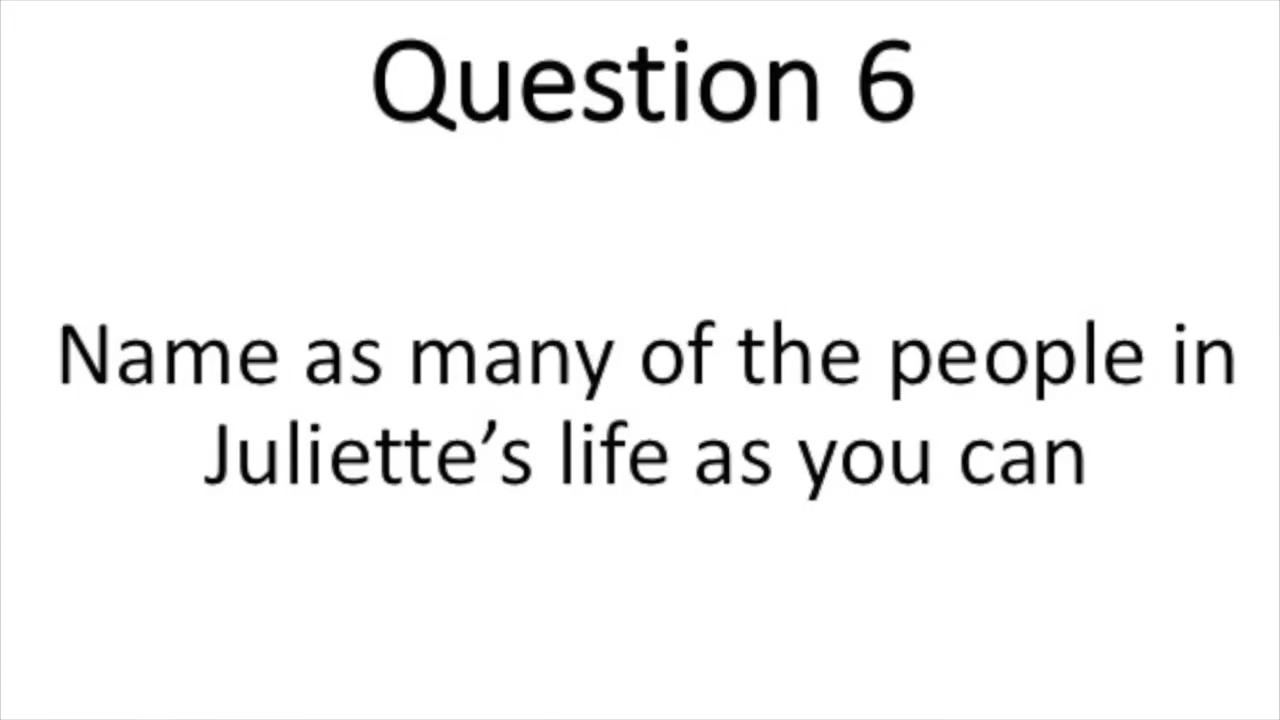 Question 6
Name as many of the people in
Juliette’s life as you can